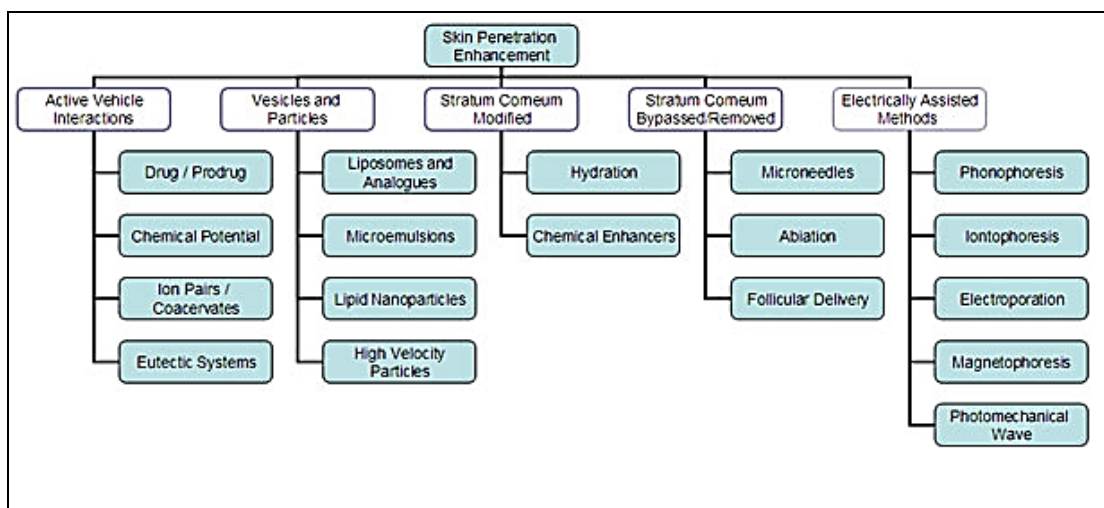 Skin Penetration
Enhancement
Active Vehicle
Interactions
Drug / Prodrug
Chemical Potential
Ion Pairs /
Coacervates
Eutectic Systems
Vesicles and
Particles
Liposomes and
Analogues
Microemulsions
Lipid Nanoparticles
High Velocity
Particles
Stratum Corneum
Modified
Hydration
Chemical Enhancers
Stratum Corneum
Bypassed/Removed
Microneedles
Ablation
Follicular Delivery
Electrically Assisted
Methods
Phonophoresis
Iontophoresis
Electroporation
Magnetophoresis
Photomechanical
Wave